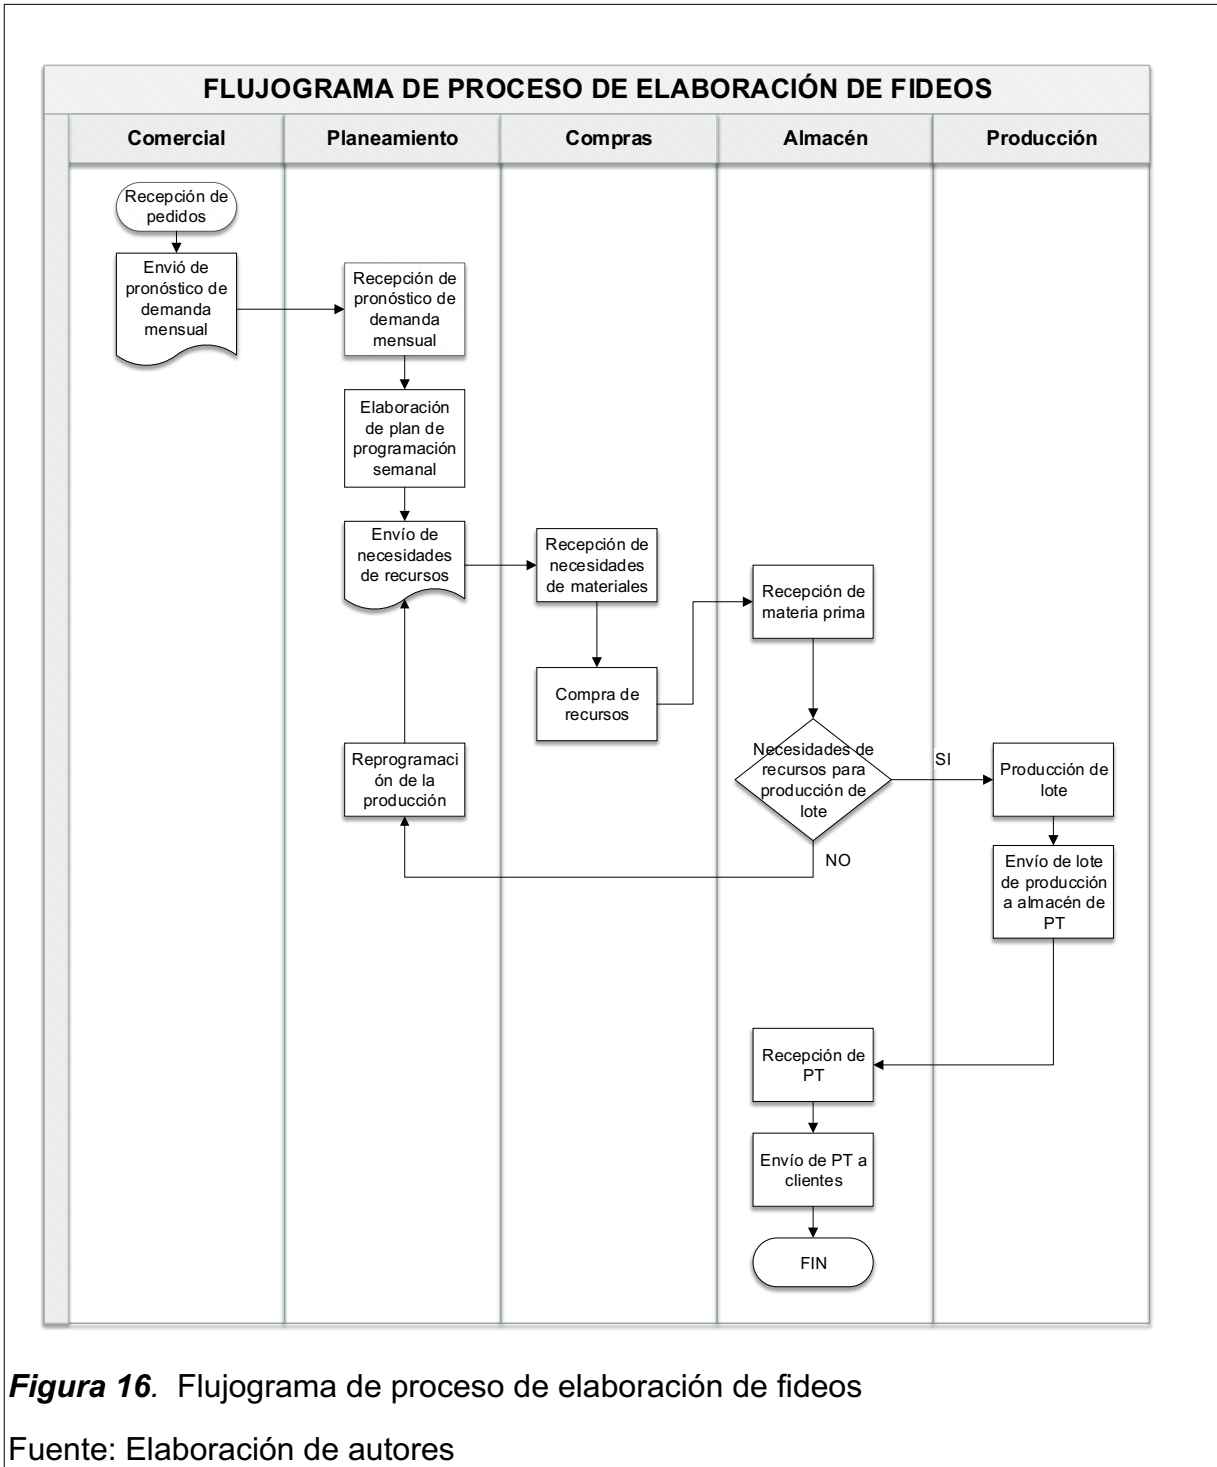 FLUJOGRAMA DE PROCESO DE ELABORACIÓN DE FIDEOS
Comercial
Planeamiento
Compras
Almacén
Producción
Recepción de
pedidos
Envió de
pronóstico de
demanda
mensual
Recepción de
pronóstico de
demanda
mensual
Elaboración
de plan de
programación
semanal
Envío de
necesidades
de recursos
Recepción de
necesidades
de materiales
Compra de
recursos
Recepción de
materia prima
Necesidades de
recursos para
producción de
lote
SI
NO
Reprogramaci
ón de la
producción
Producción de
lote
Envío de lote
de producción
a almacén de
PT
Recepción de
PT
Envío de PT a
clientes
FIN
Figura 16. Flujograma de proceso de elaboración de fideos
Fuente: Elaboración de autores